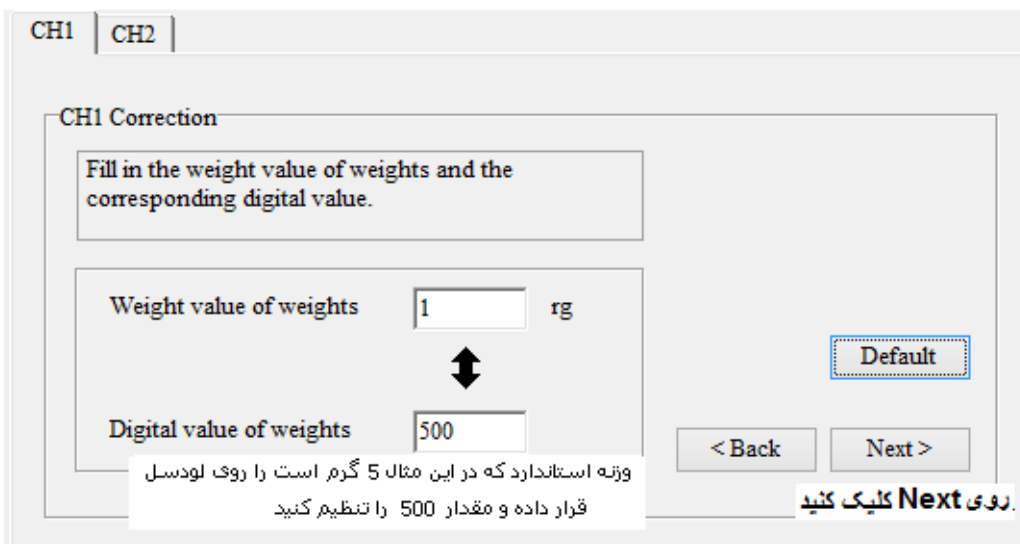 CH1
CH2
CH1 Correction
Fill in the weight value of weights and the
corresponding digital value.
Weight value of weights 1 rg
Default
Digital value of weights 500
< Back Next >
وزنه استاندارد که در این مثال 5 گرم است را روی لودسل
قرار داده و مقدار 500 را تنظیم کنید
روی Next کلیک کنید.